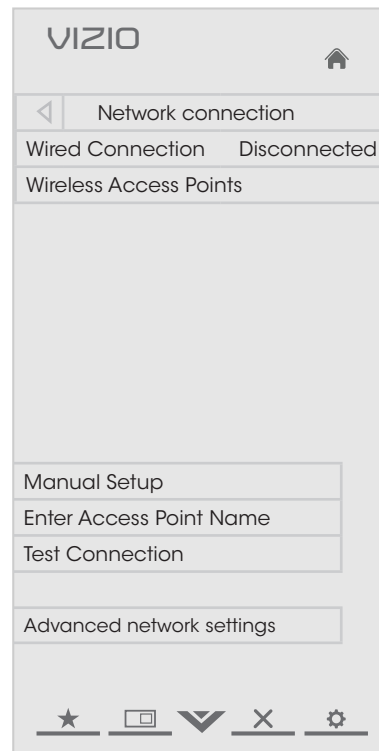 VIZIO
Network connection
Wired Connection Disconnected
Wireless Access Points
Manual Setup
Enter Access Point Name
Test Connection
Advanced network settings